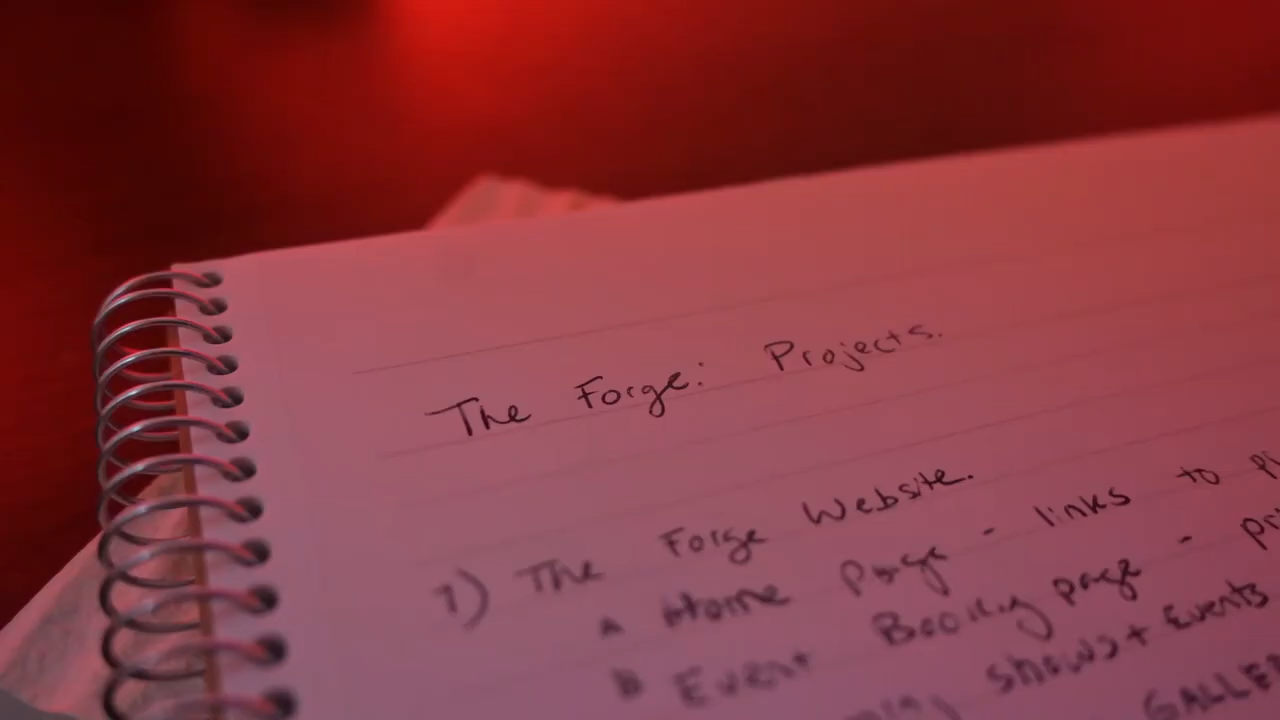 The Forge: Projects.
1) The Forge Website.
A Home Page - links to
B Event Booking page -
shows + Events